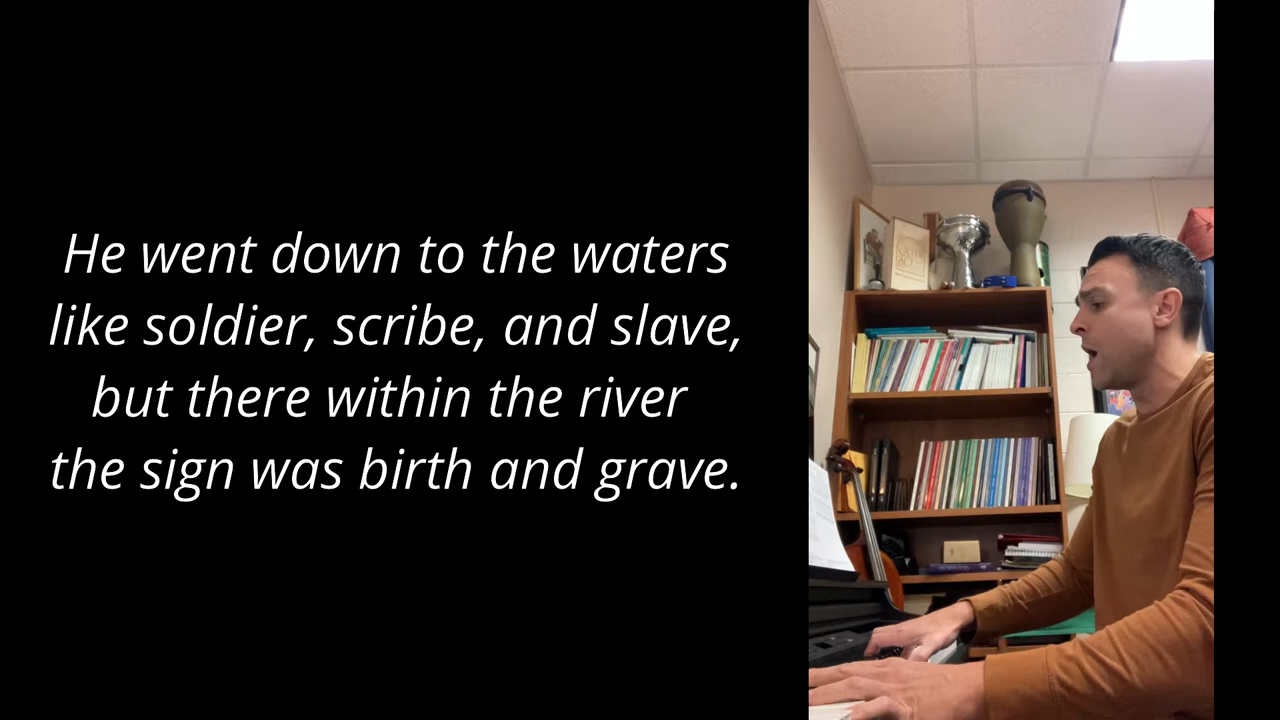 He went down to the waters
like soldier, scribe, and slave,
but there within the river
the sign was birth and grave.